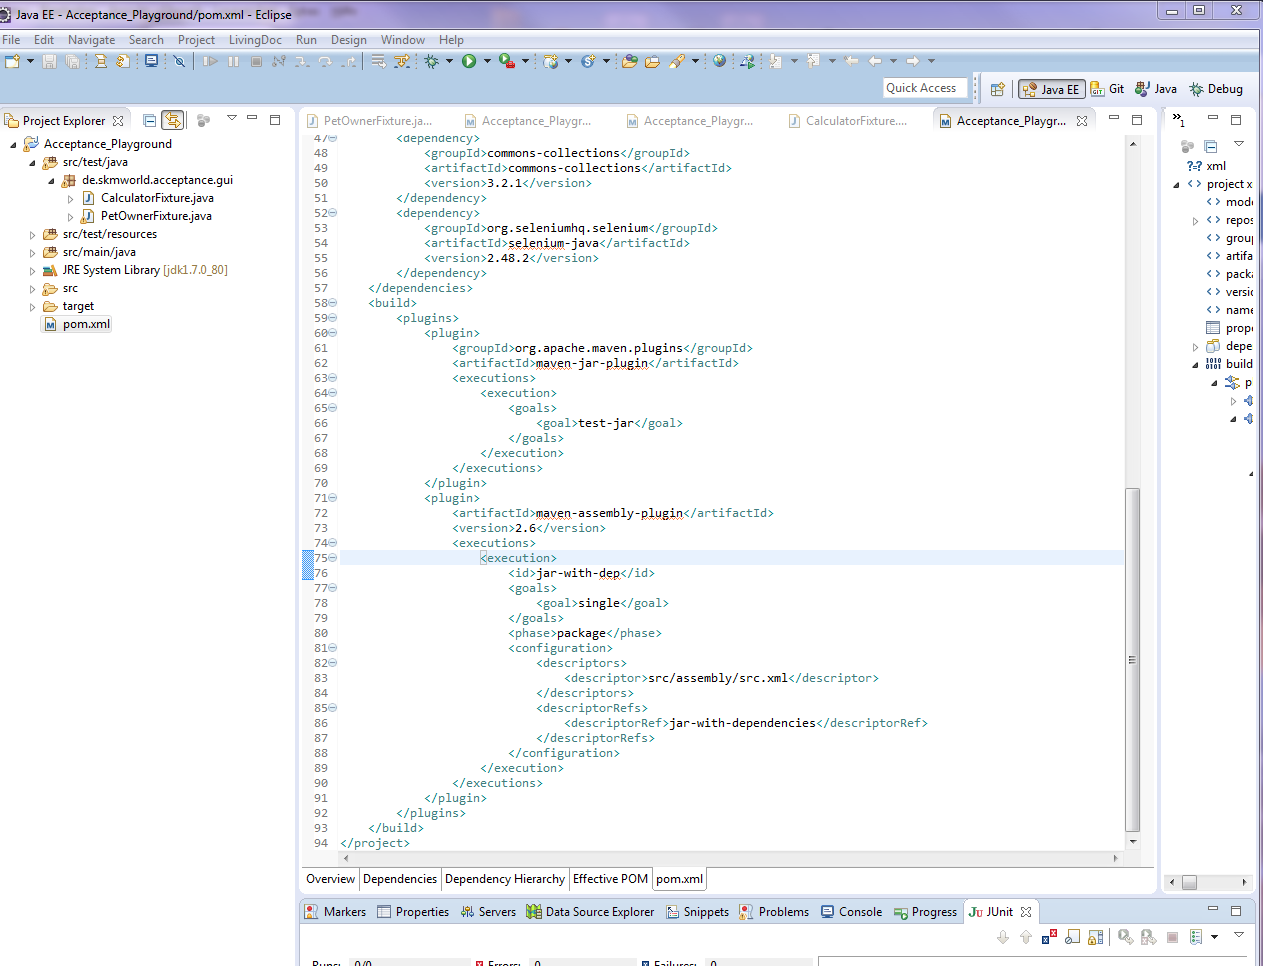 Java EE - Acceptance_Playground/pom.xml - Eclipse
File Edit Navigate Search Project LivingDoc Run Design Window Help
Quick Access Java EE Git Java Debug
Project Explorer
Acceptance_Playground
src/test/java
de.skmworld.acceptance.gui
CalculatorFixture.java
PetOwnerFixture.java
src/test/resources
src/main/java
JRE System Library [jdk1.7.0_80]
src
target
pom.xml
PetOwnerFixture.ja... Acceptance_Playgr... Acceptance_Playgr... CalculatorFixture.... Acceptance_Playgr...
47 <dependency>
48 <groupId>commons-collections</groupId>
49 <artifactId>commons-collections</artifactId>
50 <version>3.2.1</version>
51 </dependency>
52 <dependency>
53 <groupId>org.seleniumhq.selenium</groupId>
54 <artifactId>selenium-java</artifactId>
55 <version>2.48.2</version>
56 </dependency>
57 </dependencies>
58 <build>
59 <plugins>
60 <plugin>
61 <groupId>org.apache.maven.plugins</groupId>
62 <artifactId>maven-jar-plugin</artifactId>
63 <executions>
64 <execution>
65 <goals>
66 <goal>test-jar</goal>
67 </goals>
68 </execution>
69 </executions>
70 </plugin>
71 <plugin>
72 <artifactId>maven-assembly-plugin</artifactId>
73 <version>2.6</version>
74 <executions>
75 <execution>
76 <id>jar-with-dep</id>
77 <goals>
78 <goal>single</goal>
79 </goals>
80 <phase>package</phase>
81 <configuration>
82 <descriptors>
83 <descriptor>src/assembly/src.xml</descriptor>
84 </descriptors>
85 <descriptorRefs>
86 <descriptorRef>jar-with-dependencies</descriptorRef>
87 </descriptorRefs>
88 </configuration>
89 </execution>
90 </executions>
91 </plugin>
92 </plugins>
93 </build>
94 </project>
Overview Dependencies Dependency Hierarchy Effective POM pom.xml
»1
?=? xml
project x
mode
repos
group
artifa
packa
versic
name
prope
depe
build
p
Markers Properties Servers Data Source Explorer Snippets Problems Console Progress JUnit
Runs: 0/0 Errors: 0 Failures: 0